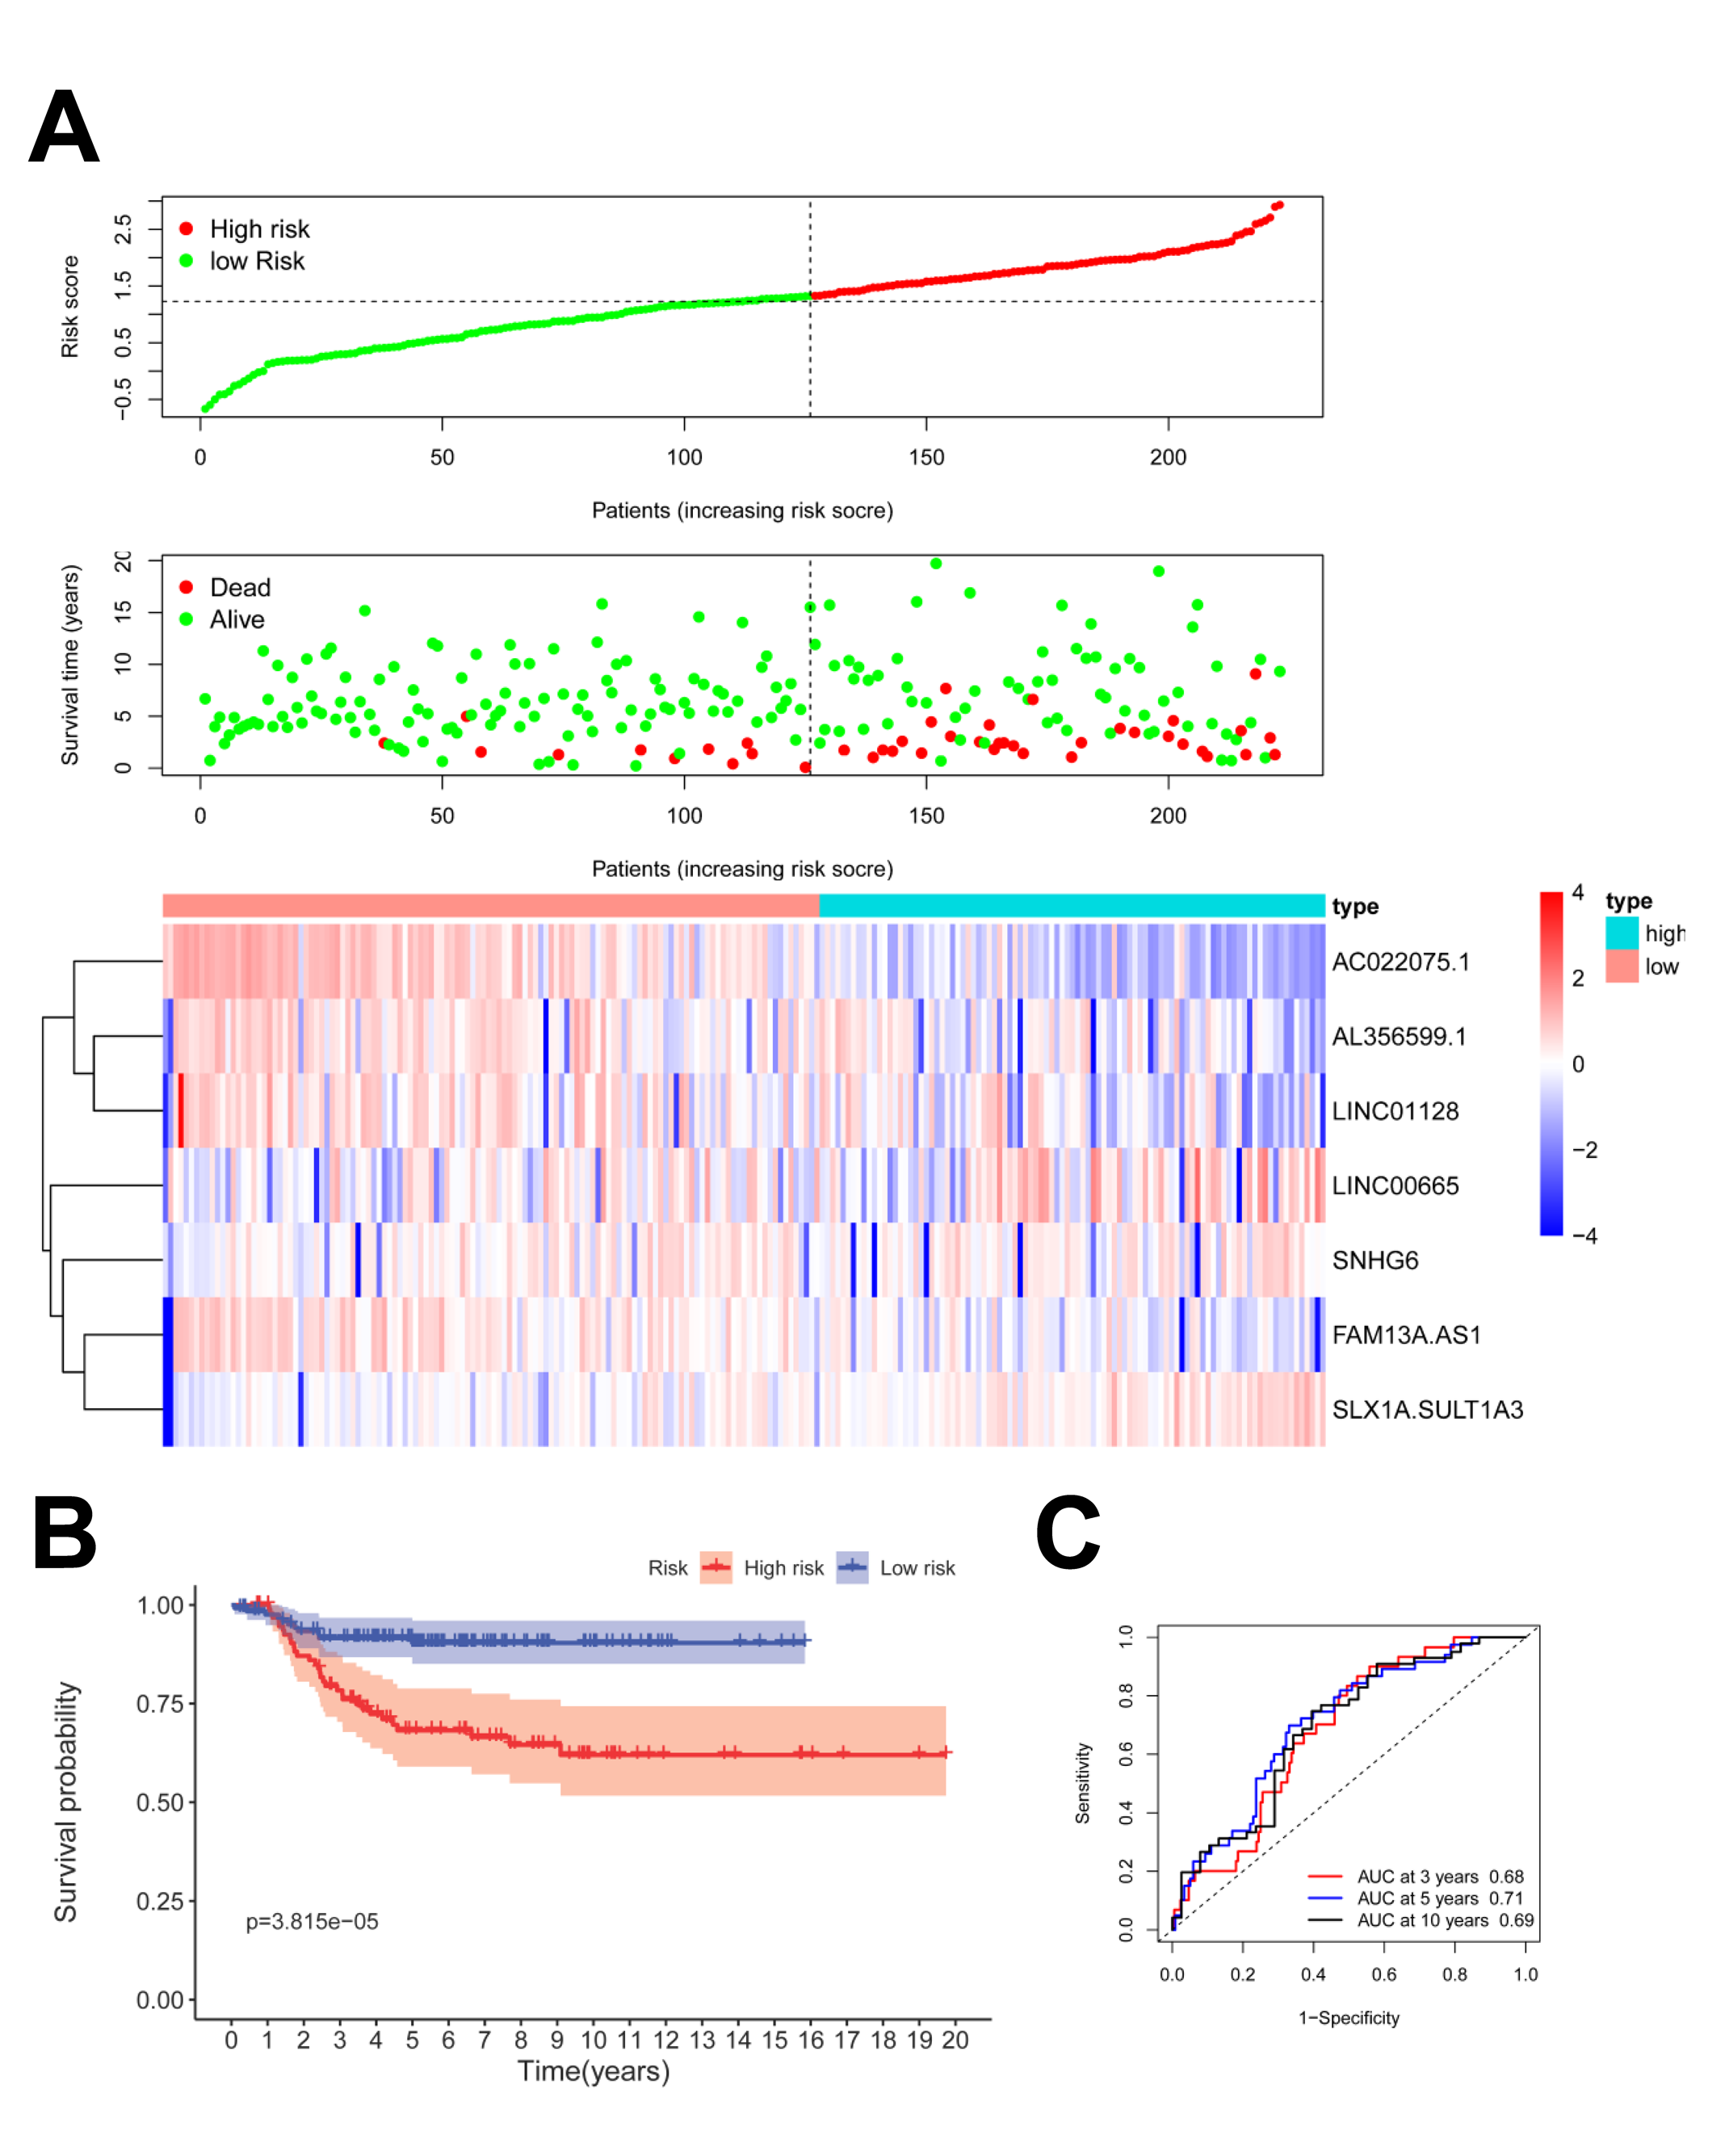 A
High risk
low Risk
Risk score
2.5
1.5
0.5
−0.5
0 50 100 150 200
Patients (increasing risk socre)
Dead
Alive
Survival time (years)
20
15
10
5
0
0 50 100 150 200
Patients (increasing risk socre)
type
AC022075.1
AL356599.1
LINC01128
LINC00665
SNHG6
FAM13A.AS1
SLX1A.SULT1A3
4
2
0
−2
−4
type
high
low
B
Risk High risk Low risk
Survival probability
1.00
0.75
0.50
0.25
0.00
p=3.815e−05
0 1 2 3 4 5 6 7 8 9 10 11 12 13 14 15 16 17 18 19 20
Time(years)
C
Sensitivity
1.0
0.8
0.6
0.4
0.2
0.0
AUC at 3 years 0.68
AUC at 5 years 0.71
AUC at 10 years 0.69
0.0 0.2 0.4 0.6 0.8 1.0
1−Specificity